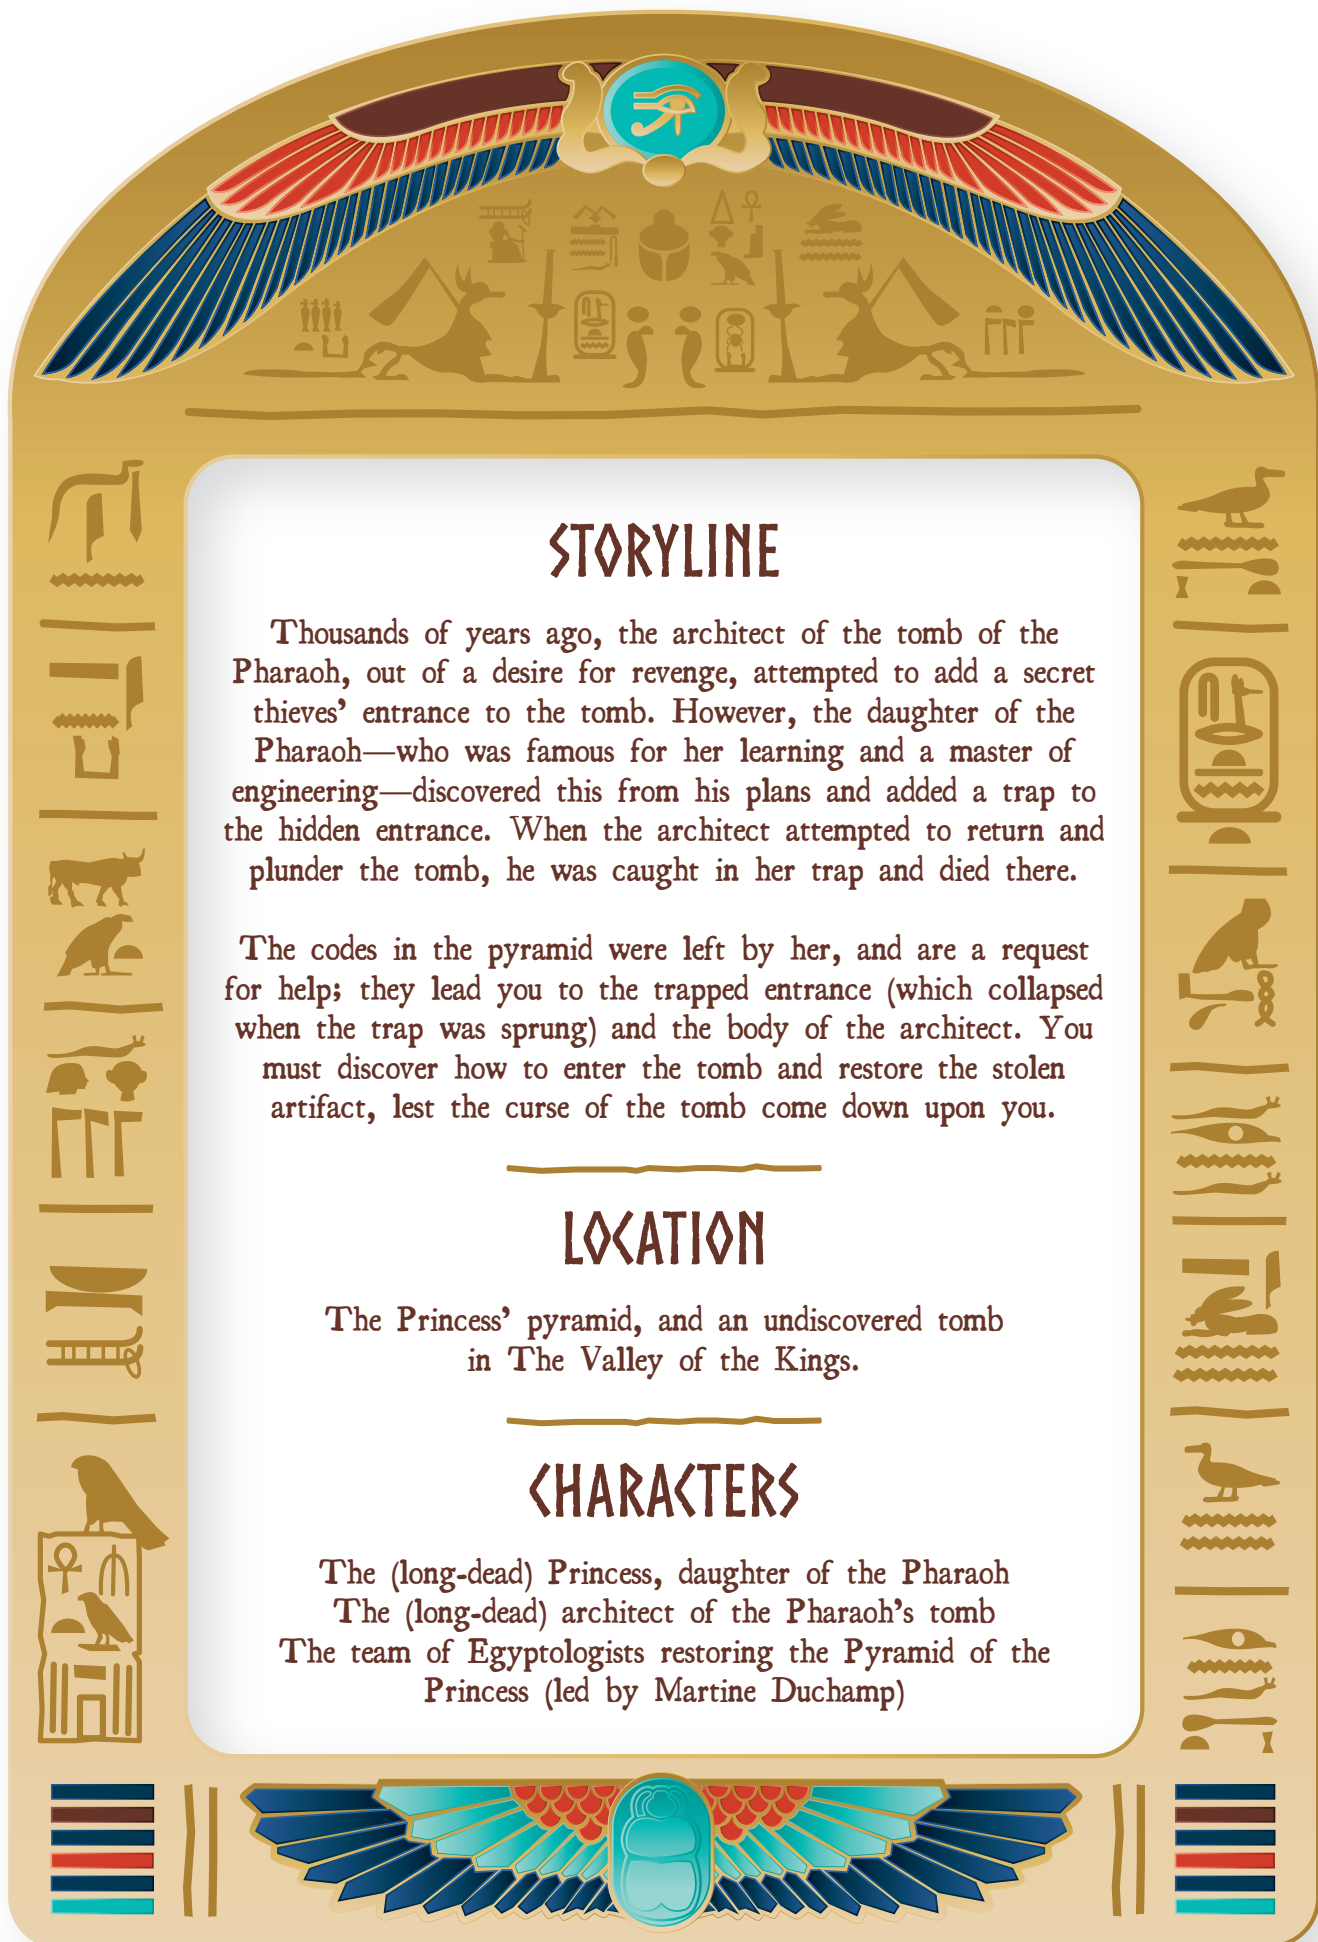 STORYLINE
Thousands of years ago, the architect of the tomb of the
Pharaoh, out of a desire for revenge, attempted to add a secret
thieves' entrance to the tomb. However, the daughter of the
Pharaoh—who was famous for her learning and a master of
engineering—discovered this from his plans and added a trap to
the hidden entrance. When the architect attempted to return and
plunder the tomb, he was caught in her trap and died there.
The codes in the pyramid were left by her, and are a request
for help; they lead you to the trapped entrance (which collapsed
when the trap was sprung) and the body of the architect. You
must discover how to enter the tomb and restore the stolen
artifact, lest the curse of the tomb come down upon you.
LOCATION
The Princess' pyramid, and an undiscovered tomb
in The Valley of the Kings.
CHARACTERS
The (long-dead) Princess, daughter of the Pharaoh
The (long-dead) architect of the Pharaoh's tomb
The team of Egyptologists restoring the Pyramid of the
Princess (led by Martine Duchamp)